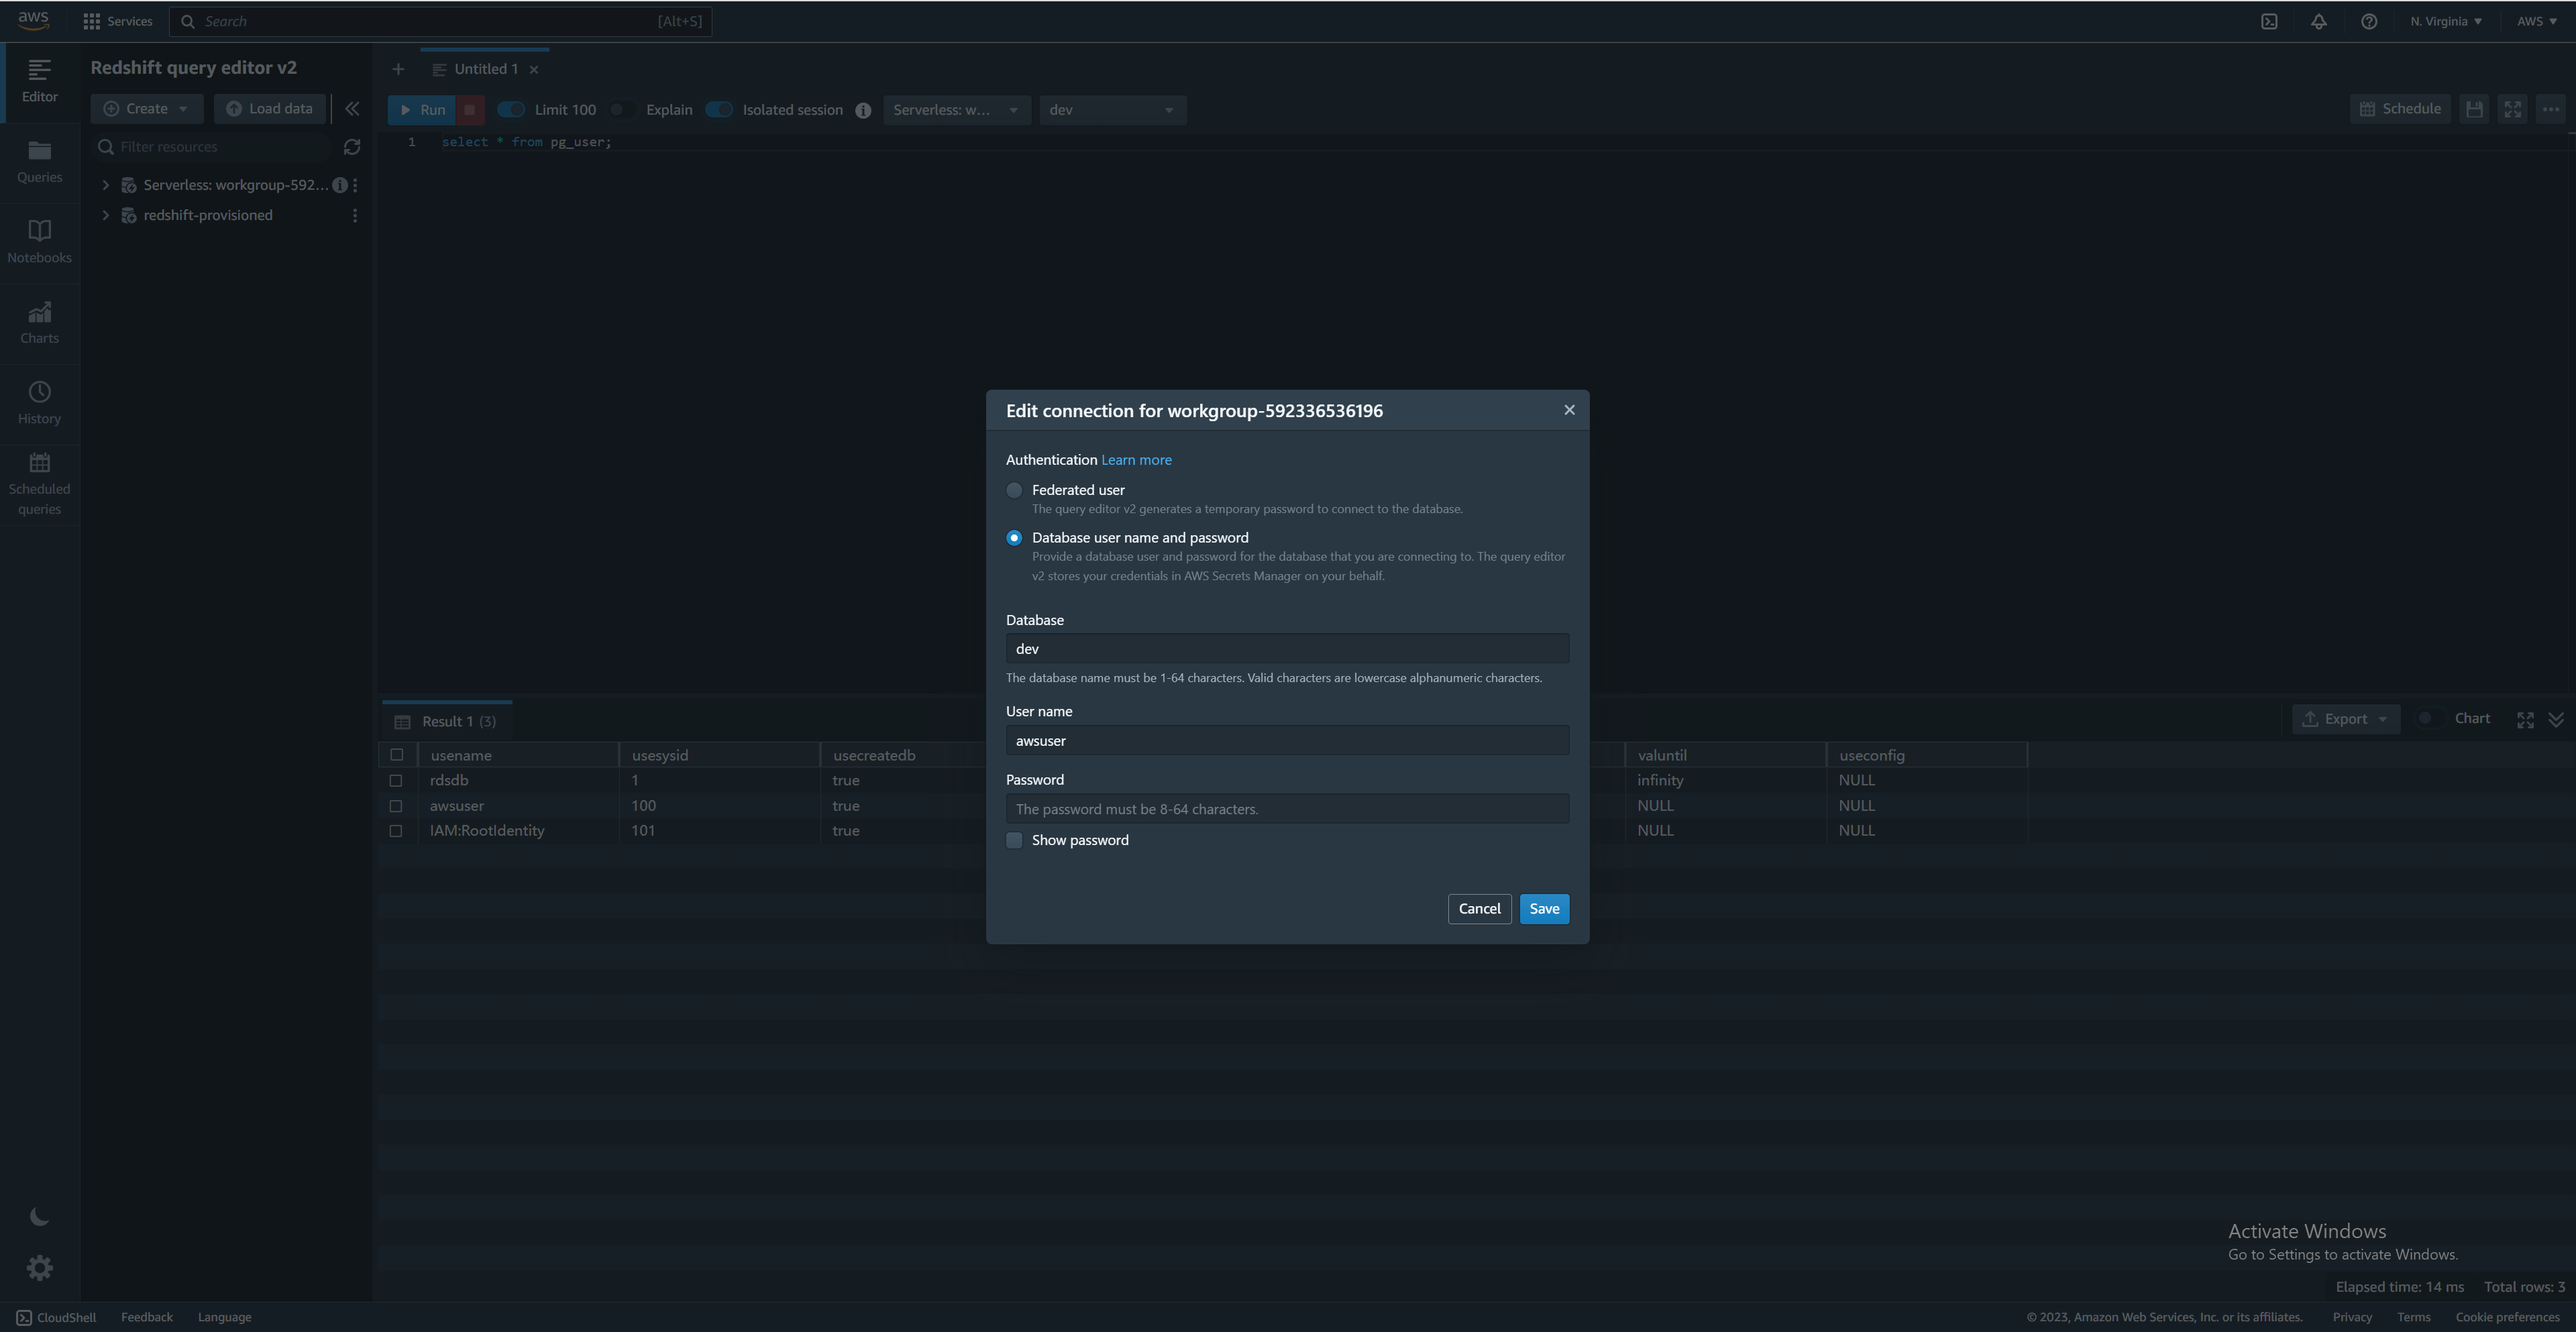 aws
Services
Search
[Alt+S]
N. Virginia
AWS
Editor
Queries
Notebooks
Charts
History
Scheduled
queries
Redshift query editor v2
Create
Load data
Filter resources
Serverless: workgroup-592...
redshift-provisioned
Untitled 1
Run
Limit 100
Explain
Isolated session
Serverless: w...
dev
Schedule
1 select * from pg_user;
Edit connection for workgroup-592336536196
Authentication Learn more
Federated user
The query editor v2 generates a temporary password to connect to the database.
Database user name and password
Provide a database user and password for the database that you are connecting to. The query editor
v2 stores your credentials in AWS Secrets Manager on your behalf.
Database
dev
The database name must be 1-64 characters. Valid characters are lowercase alphanumeric characters.
User name
awsuser
Password
The password must be 8-64 characters.
Show password
Cancel
Save
Result 1 (3)
Export
Chart
usename usesysid usecreatedb valuntil useconfig
rdsdb 1 true infinity NULL
awsuser 100 true NULL NULL
IAM:RootIdentity 101 true NULL NULL
Activate Windows
Go to Settings to activate Windows.
Elapsed time: 14 ms Total rows: 3
CloudShell
Feedback
Language
© 2023, Amazon Web Services, Inc. or its affiliates.
Privacy
Terms
Cookie preferences